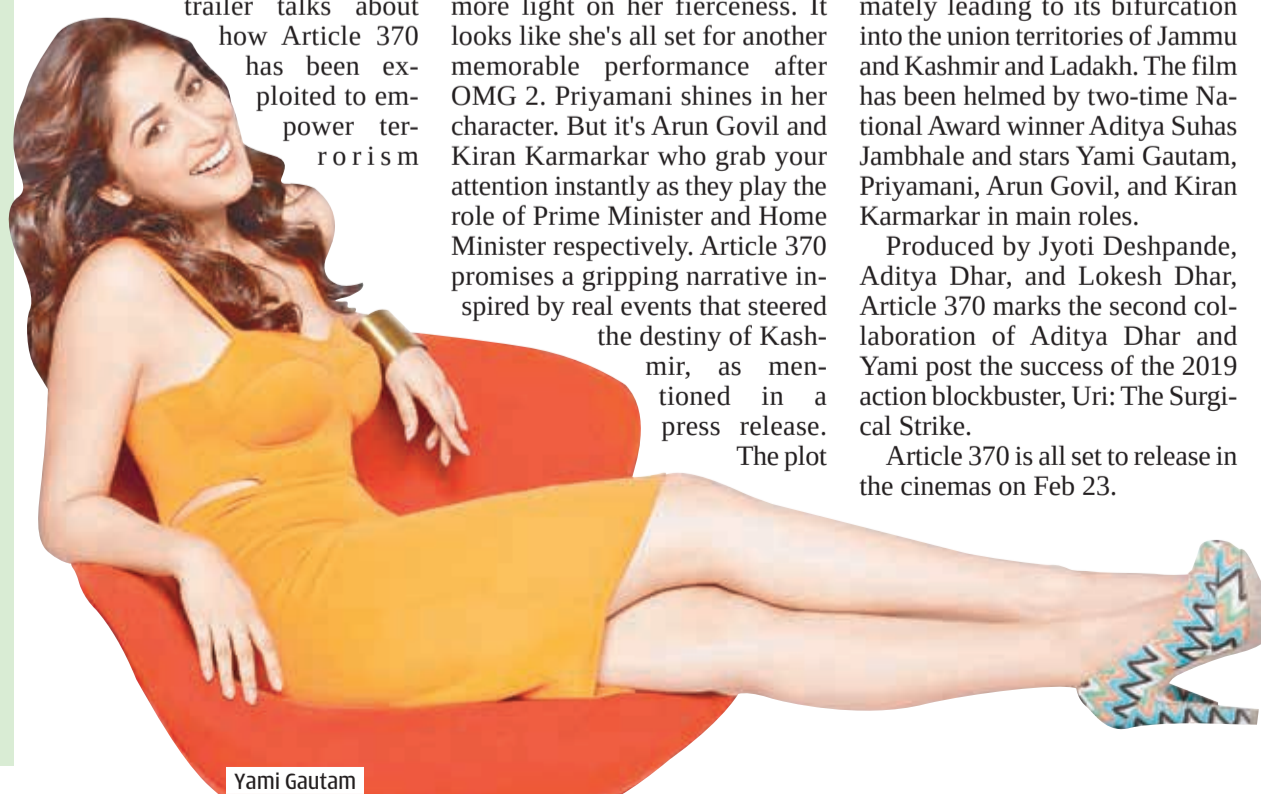 trailer talks about
how Article 370
has been ex-
ploited to em-
power ter-
rorism
more light on her fierceness. It
looks like she's all set for another
memorable performance after
OMG 2. Priyamani shines in her
character. But it's Arun Govil and
Kiran Karmarkar who grab your
attention instantly as they play the
role of Prime Minister and Home
Minister respectively. Article 370
promises a gripping narrative in-
spired by real events that steered
the destiny of Kash-
mir, as men-
tioned in a
press release.
The plot
mately leading to its bifurcation
into the union territories of Jammu
and Kashmir and Ladakh. The film
has been helmed by two-time Na-
tional Award winner Aditya Suhas
Jambhale and stars Yami Gautam,
Priyamani, Arun Govil, and Kiran
Karmarkar in main roles.
Produced by Jyoti Deshpande,
Aditya Dhar, and Lokesh Dhar,
Article 370 marks the second col-
laboration of Aditya Dhar and
Yami post the success of the 2019
action blockbuster, Uri: The Surgi-
cal Strike.
Article 370 is all set to release in
the cinemas on Feb 23.
Yami Gautam